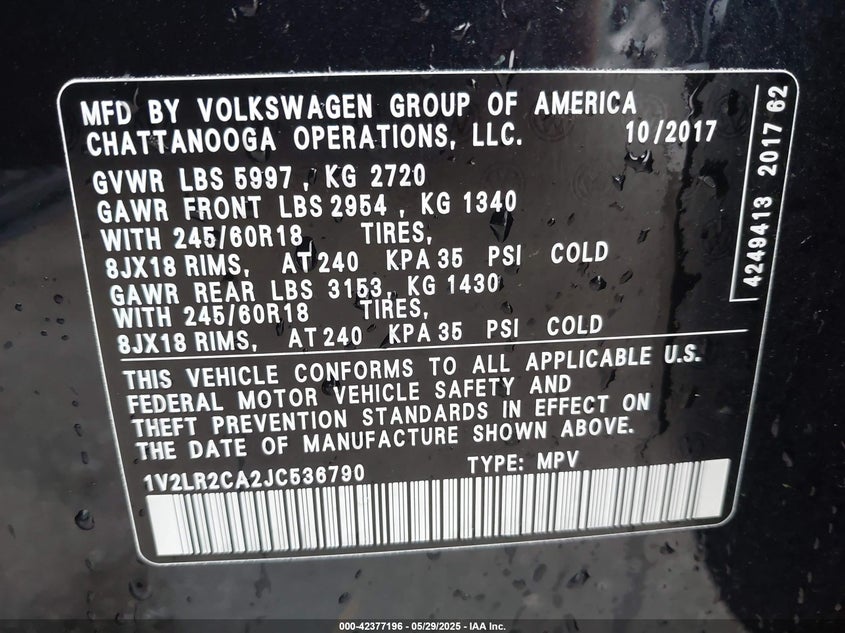 MFD BY VOLKSWAGEN GROUP OF AMERICA
CHATTANOOGA OPERATIONS, LLC. 10/2017
GVWR LBS 5997 , KG 2720
GAWR FRONT LBS 2954 , KG 1340
WITH 245/60R18 TIRES,
8JX18 RIMS, AT 240 KPA 35 PSI COLD
GAWR REAR LBS 3153, KG 1430
WITH 245/60R18 TIRES,
8JX18 RIMS, AT 240 KPA 35 PSI COLD
THIS VEHICLE CONFORMS TO ALL APPLICABLE U.S.
FEDERAL MOTOR VEHICLE SAFETY AND
THEFT PREVENTION STANDARDS IN EFFECT ON
THE DATE OF MANUFACTURE SHOWN ABOVE.
1V2LR2CA2JC536790 TYPE: MPV
4249413 2017 62
000-42377196 - 05/29/2025 - IAA Inc.